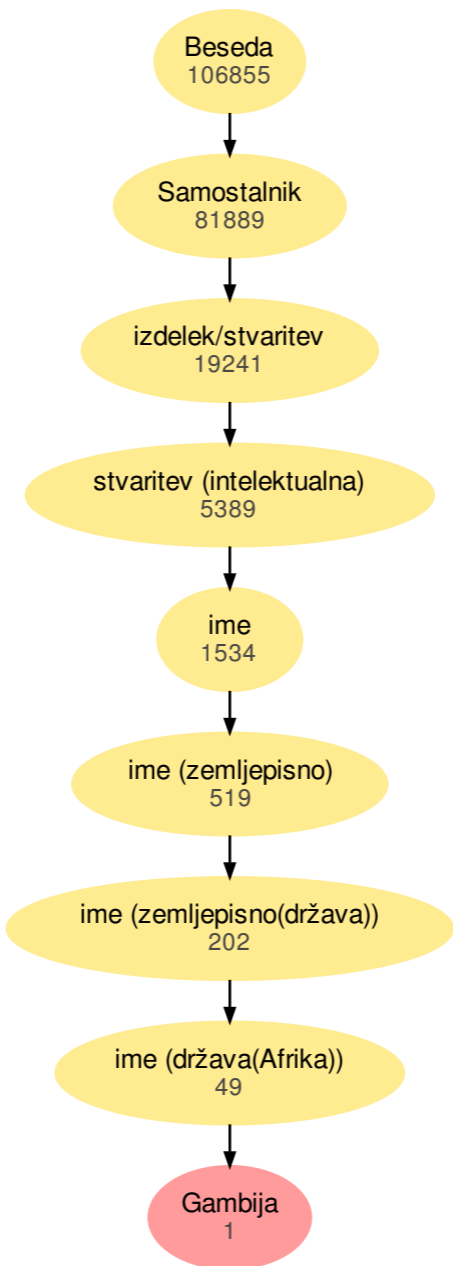 Beseda
106855
Samostalnik
81889
izdelek/stvaritev
19241
stvaritev (intelektualna)
5389
ime
1534
ime (zemljepisno)
519
ime (zemljepisno(država))
202
ime (država(Afrika))
49
Gambija
1